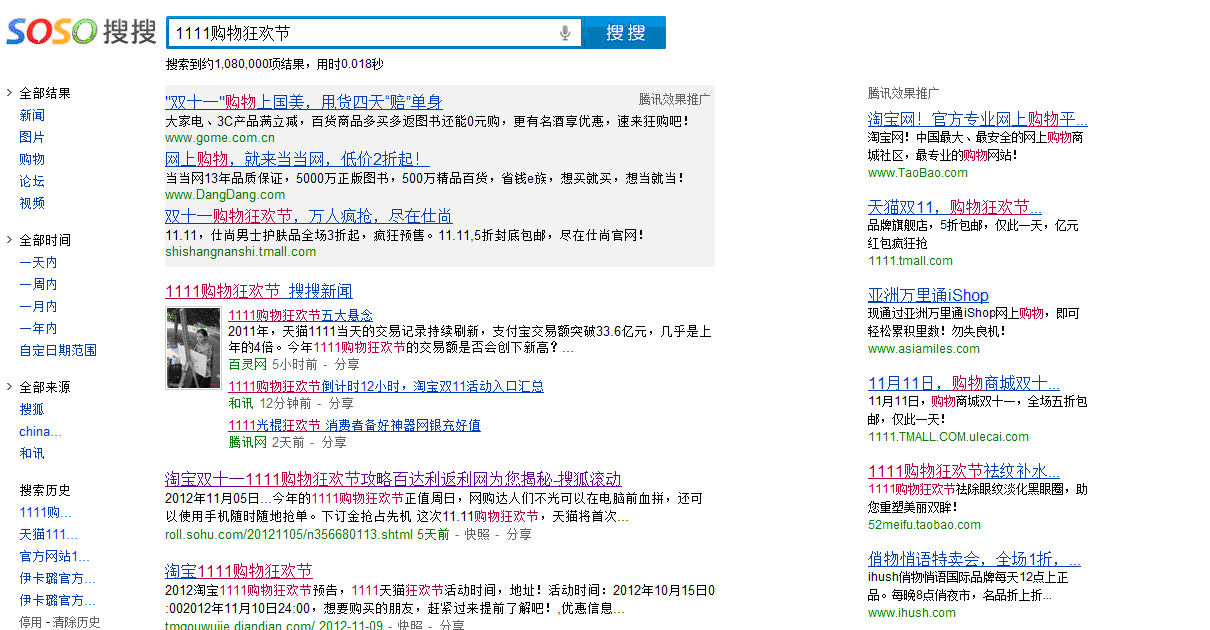 SOSO 搜搜
1111购物狂欢节
搜 搜
搜索到约1,080,000项结果，用时0.018秒
全部结果
新闻
图片
购物
论坛
视频
全部时间
一天内
一周内
一月内
一年内
自定日期范围
全部来源
搜狐
china...
和讯
搜索历史
1111购...
天猫111...
官方网站1...
伊卡璐官方...
伊卡璐官方...
停用 - 清除历史
"双十一"购物上国美，甩货四天“赔”单身
腾讯效果推广
大家电、3C产品满立减，百货商品多买多返图书还能0元购，更有名酒享优惠，速来狂购吧！
www.gome.com.cn
网上购物，就来当当网，低价2折起！
当当网13年品质保证，5000万正版图书，500万精品百货，省钱e族，想买就买，想当就当！
www.DangDang.com
双十一购物狂欢节，万人疯抢，尽在仕尚
11.11，仕尚男士护肤品全场3折起，疯狂预售。11.11,5折封底包邮，尽在仕尚官网！
shishangnanshi.tmall.com
1111购物狂欢节_搜搜新闻
1111购物狂欢节五大悬念
2011年，天猫1111当天的交易记录持续刷新，支付宝交易额突破33.6亿元，几乎是上
年的4倍。今年1111购物狂欢节的交易额是否会创下新高？...
百灵网 5小时前 - 分享
1111购物狂欢节倒计时12小时，淘宝双11活动入口汇总
和讯 12分钟前 - 分享
1111光棍狂欢节 消费者备好神器网银充好值
腾讯网 2天前 - 分享
淘宝双十一1111购物狂欢节攻略百达利返利网为您揭秘-搜狐滚动
2012年11月05日...今年的1111购物狂欢节正值周日，网购达人们不光可以在电脑前血拼，还可
以使用手机随时随地抢单。下订金抢占先机 这次11.11购物狂欢节，天猫将首次...
roll.sohu.com/20121105/n356680113.shtml 5天前 - 快照 - 分享
淘宝1111购物狂欢节
2012淘宝1111购物狂欢节预告，1111天猫狂欢节活动时间，地址！活动时间：2012年10月15日0
:002012年11月10日24:00，想要购买的朋友，赶紧过来提前了解吧！,优惠信息...
tmgouwujie.diandian.com/ 2012-11-09 - 快照 - 分享
腾讯效果推广
淘宝网！官方专业网上购物平...
淘宝网！中国最大、最安全的网上购物商
城社区，最专业的购物网站！
www.TaoBao.com
天猫双11，购物狂欢节...
品牌旗舰店，5折包邮，仅此一天，亿元
红包疯狂抢
1111.tmall.com
亚洲万里通iShop
现通过亚洲万里通iShop网上购物，即可
轻松累积里数！勿失良机！
www.asiamiles.com
11月11日，购物商城双十...
11月11日，购物商城双十一，全场五折包
邮，仅此一天！
1111.TMALL.COM.ulecai.com
1111购物狂欢节祛纹补水...
1111购物狂欢节祛除眼纹淡化黑眼圈，助
您重塑美丽双眸！
52meifu.taobao.com
俏物悄语特卖会，全场1折，...
ihush俏物悄语国际品牌每天12点上正
品。每晚8点俏夜市，名品折上折...
www.ihush.com